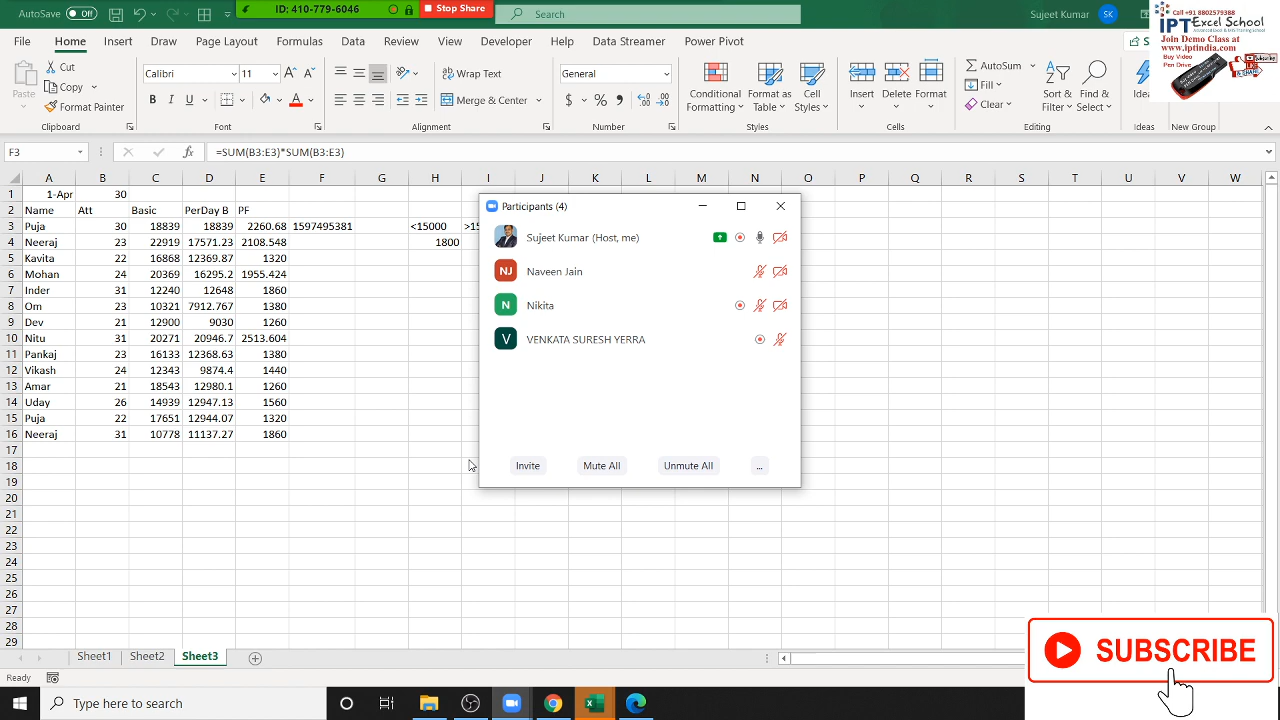 AutoSave Off ID: 410-779-6046 Stop Share Search Sujeet Kumar SK
Call +91 8802579388
IPT Excel School
Advanced Excel & MIS Training School
Join Demo Class at
www.iptindia.com
Buy Video
Pen Drive
File Home Insert Draw Page Layout Formulas Data Review View Developer Help Data Streamer Power Pivot
Paste Cut Copy Format Painter
Calibri 11 B I U A
Wrap Text
Merge & Center
General
$ % ,
Conditional Formatting Format as Table Cell Styles
Insert Delete Format
AutoSum Fill Clear
Sort & Filter Find & Select
Ideas
Clipboard Font Alignment Number Styles Cells Editing Ideas New Group
F3 fx =SUM(B3:E3)*SUM(B3:E3)
A B C D E F G H I J K L M N O P Q R S T U V W
1 1-Apr 30
2 Name Att Basic PerDay B PF
3 Puja 30 18839 18839 2260.68 1597495381 <15000
4 Neeraj 23 22919 17571.23 2108.548 1800
5 Kavita 22 16868 12369.87 1320
6 Mohan 24 20369 16295.2 1955.424
7 Inder 31 12240 12648 1860
8 Om 23 10321 7912.767 1380
9 Dev 21 12900 9030 1260
10 Nitu 31 20271 20946.7 2513.604
11 Pankaj 23 16133 12368.63 1380
12 Vikash 24 12343 9874.4 1440
13 Amar 21 18543 12980.1 1260
14 Uday 26 14939 12947.13 1560
15 Puja 22 17651 12944.07 1320
16 Neeraj 31 10778 11137.27 1860
17
18
19
20
21
22
23
24
25
26
27
28
29
Participants (4)
Sujeet Kumar (Host, me)
NJ Naveen Jain
N Nikita
V VENKATA SURESH YERRA
Invite Mute All Unmute All ...
SUBSCRIBE
Sheet1 Sheet2 Sheet3
Ready
Type here to search